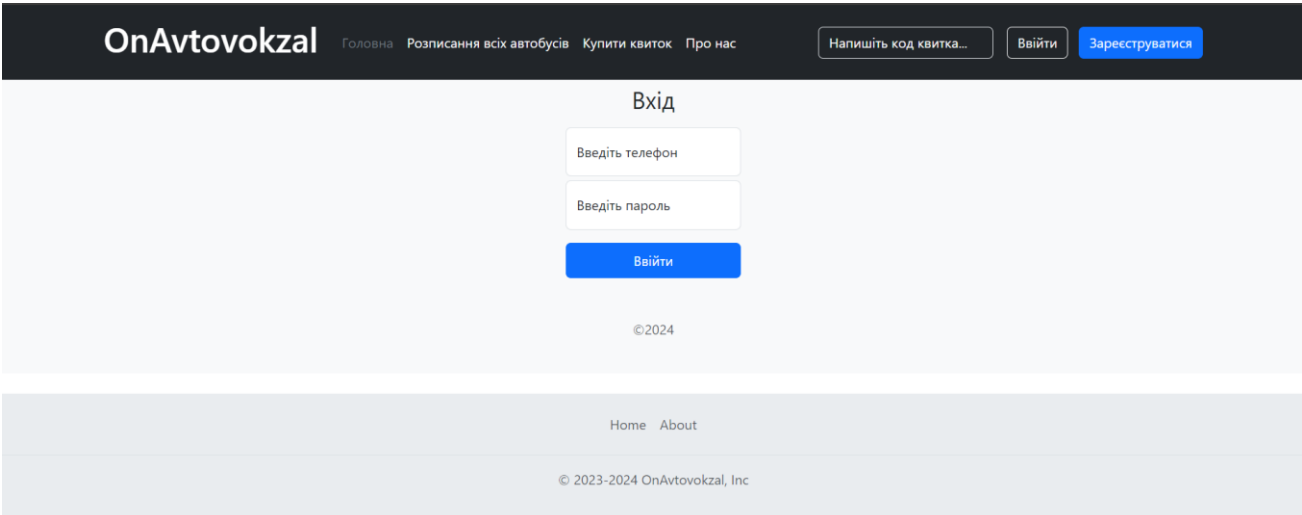 OnAvtovokzal Головна Розписання всіх автобусів Купити квиток Про нас Напишіть код квитка... Ввійти Зареєструватися
Вхід
Введіть телефон
Введіть пароль
Ввійти
©2024
Home About
© 2023-2024 OnAvtovokzal, Inc